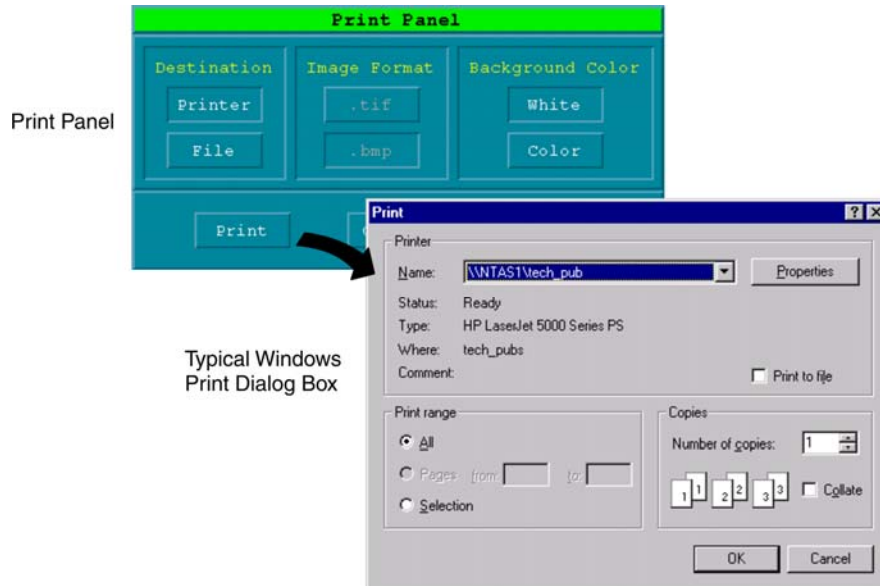 Print Panel
Destination
Image Format
Background Color
Printer
.tif
White
Print Panel
File
.bmp
Color
Print
Print
Printer
Name:
\\NTAS1\tech_pub
Properties
Status:
Ready
Type:
HP LaserJet 5000 Series PS
Where:
tech_pubs
Comment:
Print to file
Typical Windows
Print Dialog Box
Print range
All
Pages from: to:
Selection
Copies
Number of copies: 1
1 1 2 2 3 3
Collate
OK
Cancel